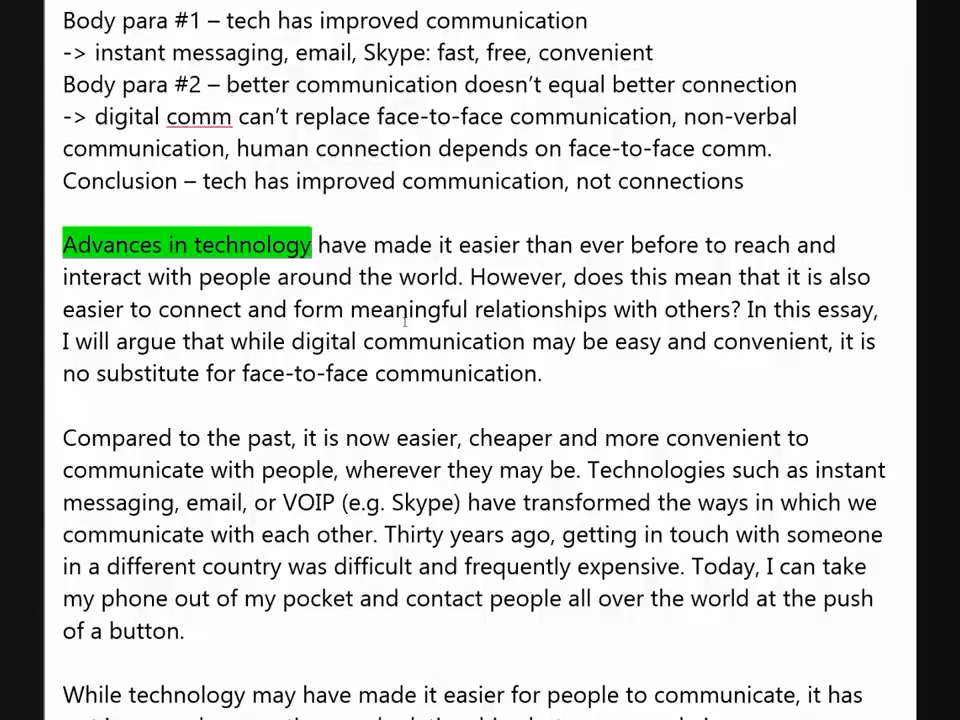 Body para #1 – tech has improved communication
-> instant messaging, email, Skype: fast, free, convenient
Body para #2 – better communication doesn't equal better connection
-> digital comm can't replace face-to-face communication, non-verbal
communication, human connection depends on face-to-face comm.
Conclusion – tech has improved communication, not connections
Advances in technology have made it easier than ever before to reach and
interact with people around the world. However, does this mean that it is also
easier to connect and form meaningful relationships with others? In this essay,
I will argue that while digital communication may be easy and convenient, it is
no substitute for face-to-face communication.
Compared to the past, it is now easier, cheaper and more convenient to
communicate with people, wherever they may be. Technologies such as instant
messaging, email, or VOIP (e.g. Skype) have transformed the ways in which we
communicate with each other. Thirty years ago, getting in touch with someone
in a different country was difficult and frequently expensive. Today, I can take
my phone out of my pocket and contact people all over the world at the push
of a button.
While technology may have made it easier for people to communicate, it has